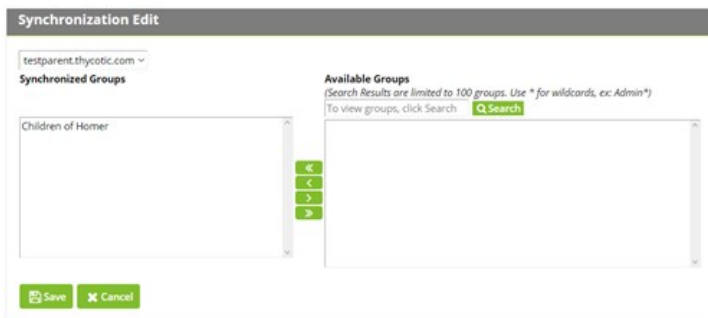 Synchronization Edit
testparent.thycotic.com
Synchronized Groups
Available Groups
(Search Results are limited to 100 groups. Use * for wildcards, ex: Admin*)
To view groups, click Search
Search
Children of Homer
«
<
>
»
Save
Cancel